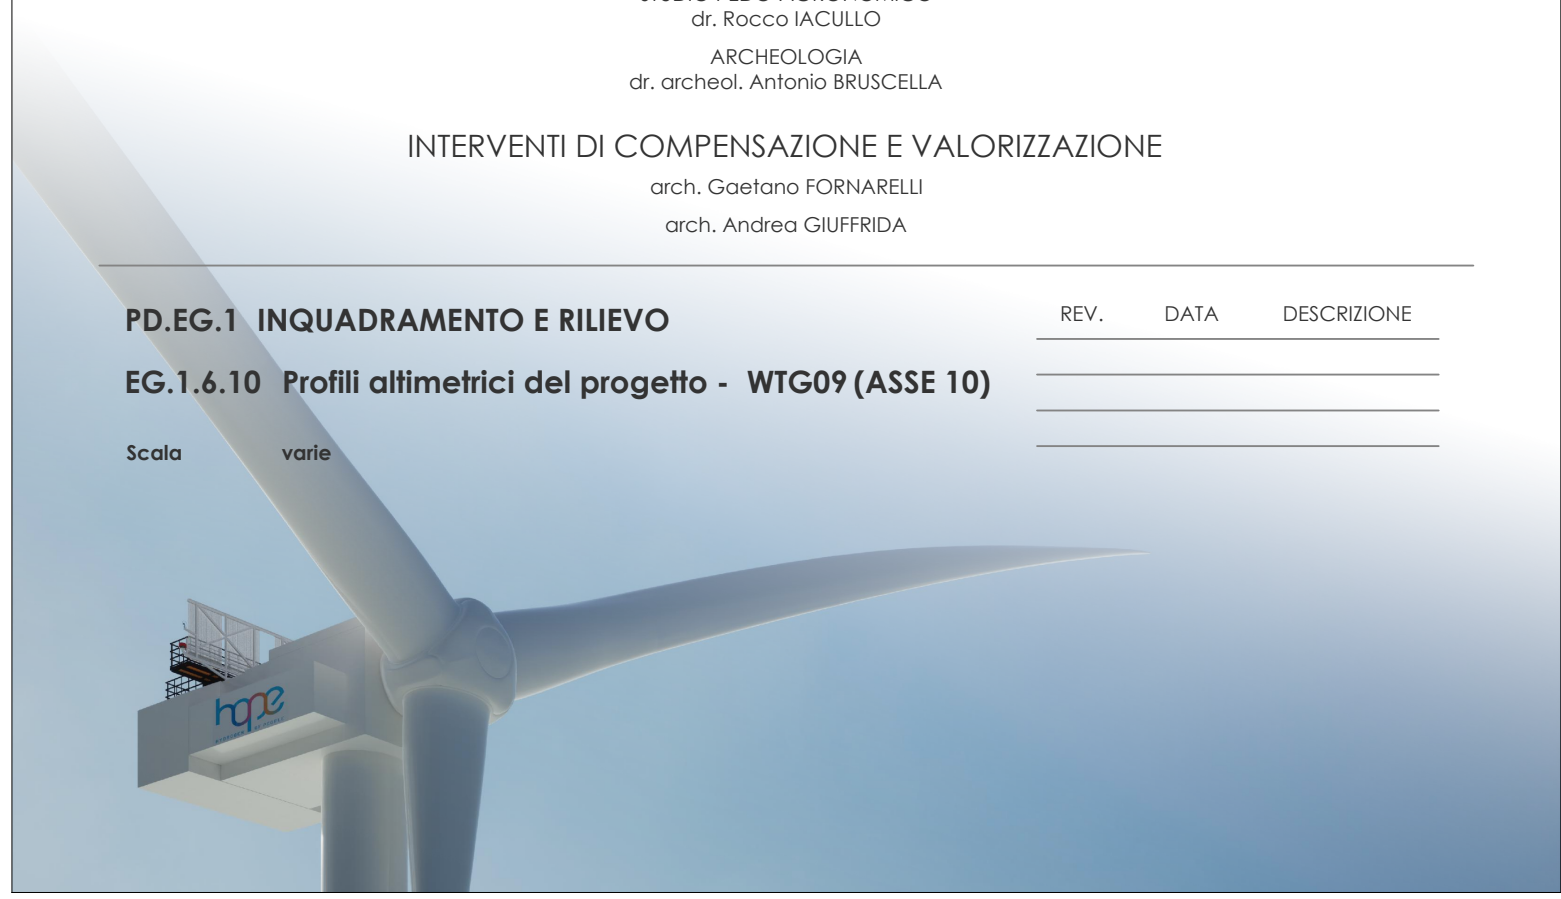 dr. Rocco IACULLO
ARCHEOLOGIA
dr. archeol. Antonio BRUSCELLA
INTERVENTI DI COMPENSAZIONE E VALORIZZAZIONE
arch. Gaetano FORNARELLI
arch. Andrea GIUFFRIDA
PD.EG.1 INQUADRAMENTO E RILIEVO
REV. DATA DESCRIZIONE
EG.1.6.10 Profili altimetrici del progetto - WTG09 (ASSE 10)
Scala varie
hope